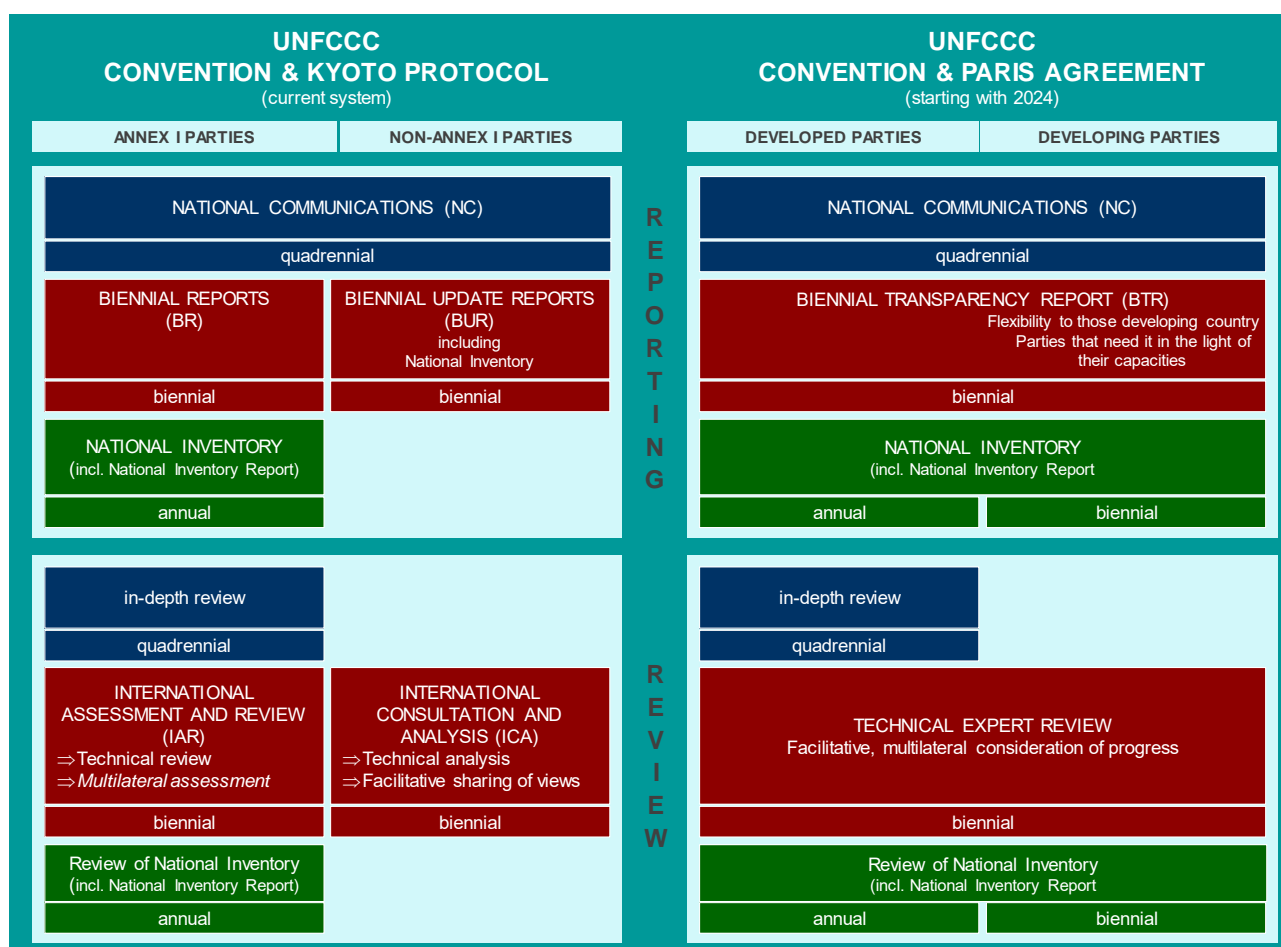 UNFCCC
CONVENTION & KYOTO PROTOCOL
(current system)
ANNEX I PARTIES
NON-ANNEX I PARTIES
NATIONAL COMMUNICATIONS (NC)
quadrennial
BIENNIAL REPORTS
(BR)
BIENNIAL UPDATE REPORTS
(BUR)
including
National Inventory
biennial
biennial
NATIONAL INVENTORY
(incl. National Inventory Report)
annual
in-depth review
quadrennial
INTERNATIONAL
ASSESSMENT AND REVIEW
(IAR)
⇒Technical review
⇒Multilateral assessment
INTERNATIONAL
CONSULTATION AND
ANALYSIS (ICA)
⇒Technical analysis
⇒Facilitative sharing of views
biennial
biennial
Review of National Inventory
(incl. National Inventory Report)
annual
REPORTING
REVIEW
UNFCCC
CONVENTION & PARIS AGREEMENT
(starting with 2024)
DEVELOPED PARTIES
DEVELOPING PARTIES
NATIONAL COMMUNICATIONS (NC)
quadrennial
BIENNIAL TRANSPARENCY REPORT (BTR)
Flexibility to those developing country
Parties that need it in the light of
their capacities
biennial
NATIONAL INVENTORY
(incl. National Inventory Report
annual
biennial
in-depth review
quadrennial
TECHNICAL EXPERT REVIEW
Facilitative, multilateral consideration of progress
biennial
Review of National Inventory
(incl. National Inventory Report
annual
biennial